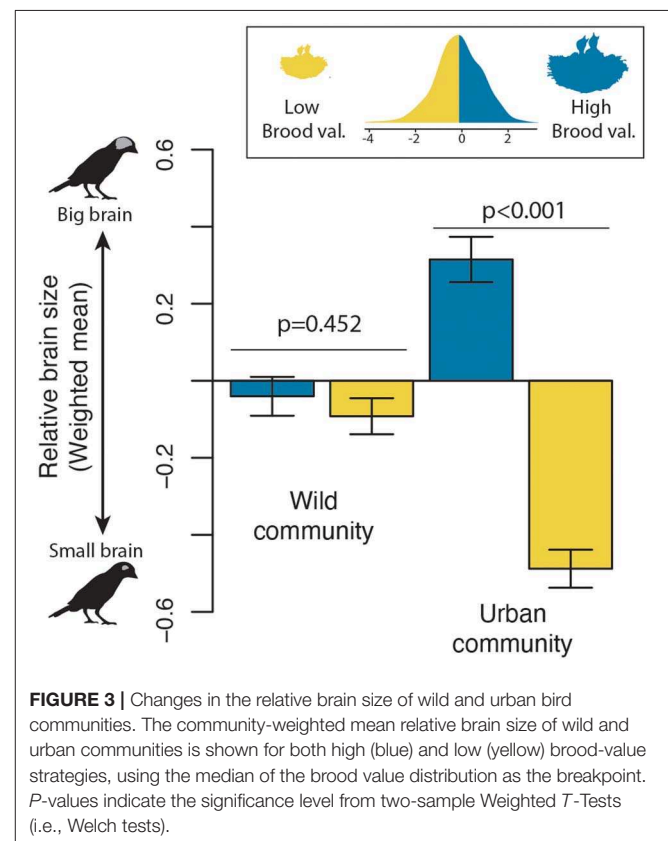 Low
Brood val.
-4 -2 0 2
High
Brood val.
0.6
Big brain
p<0.001
Relative brain size
(Weighted mean)
0.2
p=0.452
−0.2
Wild
community
Small brain
−0.6
Urban
community
FIGURE 3 | Changes in the relative brain size of wild and urban bird
communities. The community-weighted mean relative brain size of wild and
urban communities is shown for both high (blue) and low (yellow) brood-value
strategies, using the median of the brood value distribution as the breakpoint.
P-values indicate the significance level from two-sample Weighted T-Tests
(i.e., Welch tests).